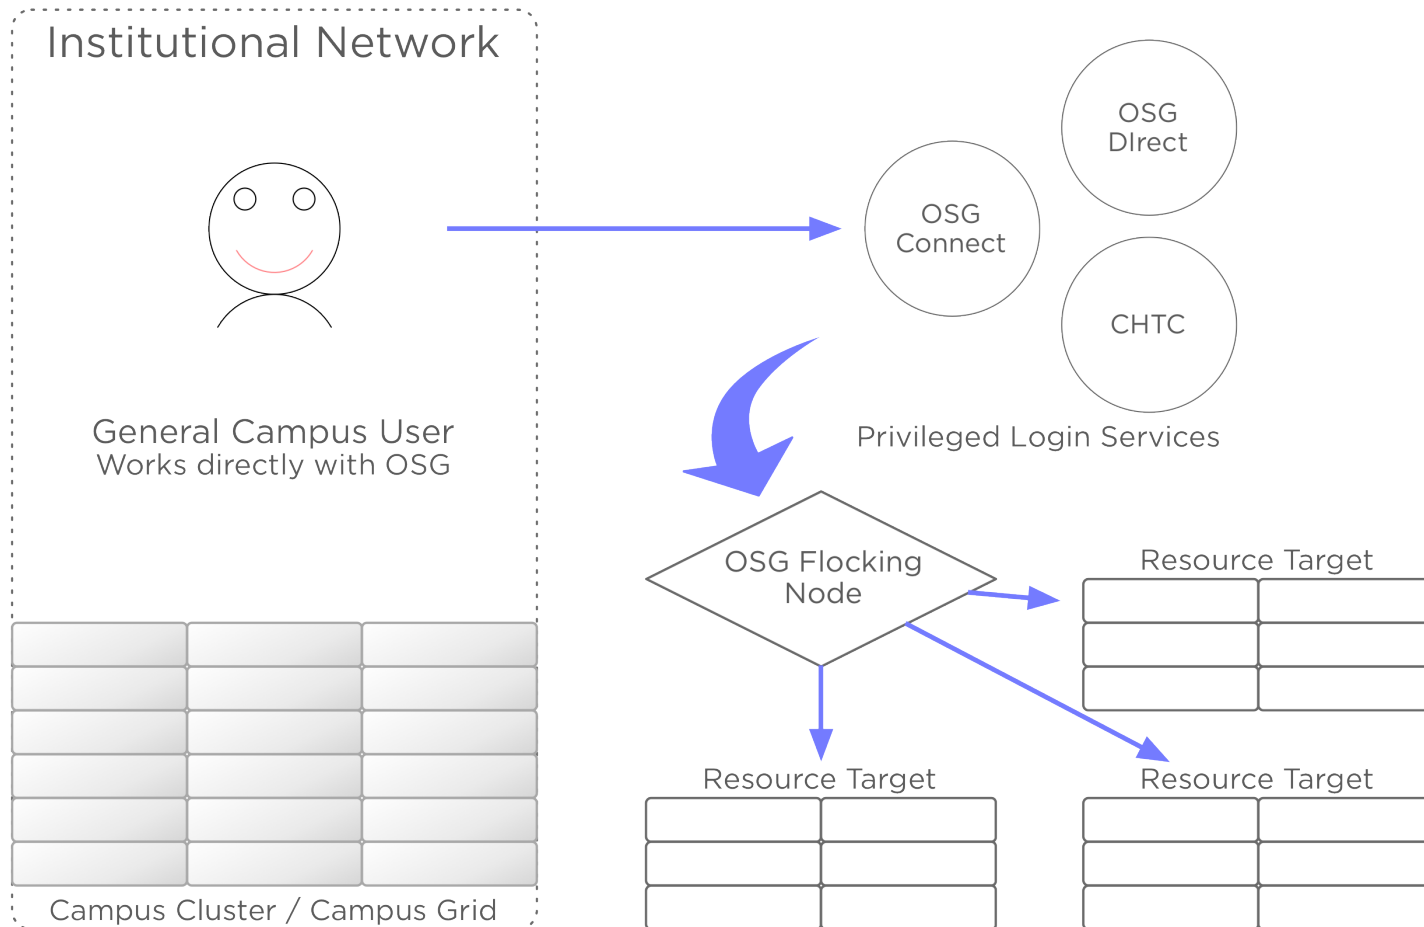 Institutional Network
General Campus User
Works directly with OSG
Campus Cluster / Campus Grid
OSG
DIrect
OSG
Connect
CHTC
Privileged Login Services
OSG Flocking
Node
Resource Target
Resource Target
Resource Target